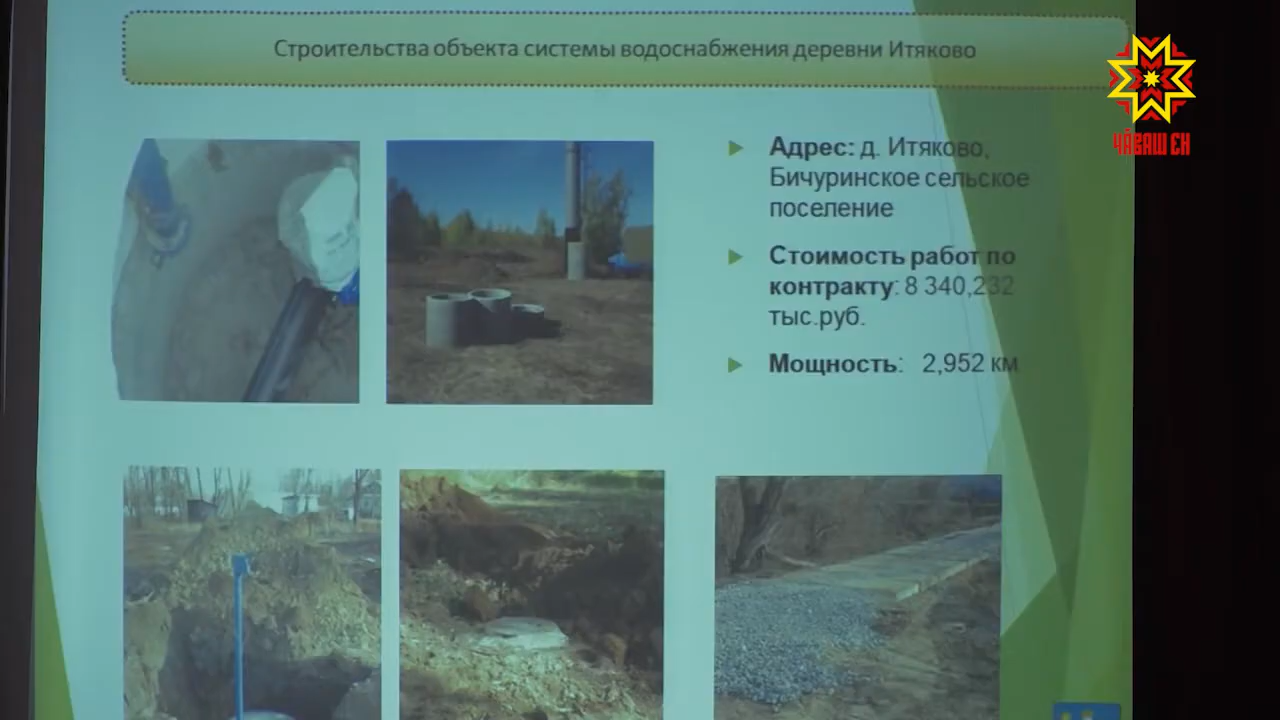 Строительства объекта системы водоснабжения деревни Итяково
ЧӐВАШ ЕН
Адрес: д. Итяково,
Бичуринское сельское
поселение
Стоимость работ по
контракту: 8 340,232
тыс.руб.
Мощность: 2,952 км